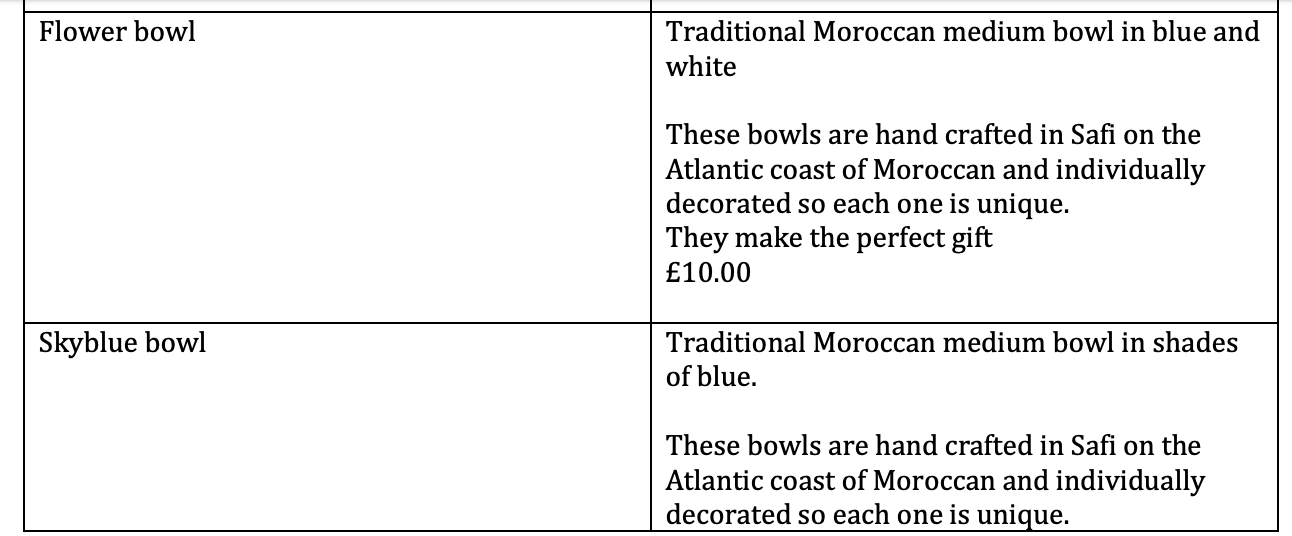 Flower bowl
Traditional Moroccan medium bowl in blue and
white
These bowls are hand crafted in Safi on the
Atlantic coast of Moroccan and individually
decorated so each one is unique.
They make the perfect gift
£10.00
Skyblue bowl
Traditional Moroccan medium bowl in shades
of blue.
These bowls are hand crafted in Safi on the
Atlantic coast of Moroccan and individually
decorated so each one is unique.